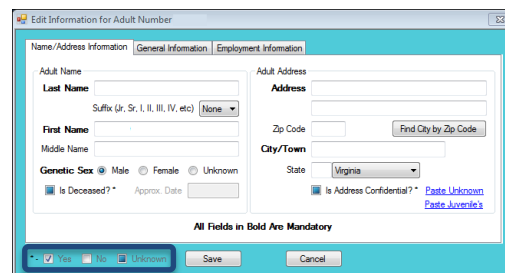 Edit Information for Adult Number
Name/Address Information General Information Employment Information
Adult Name
Last Name
Suffix (Jr, Sr, I, II, III, IV, etc) None
First Name
Middle Name
Genetic Sex Male Female Unknown
Is Deceased? * Approx. Date
Adult Address
Address
Zip Code Find City by Zip Code
City/Town
State Virginia
Is Address Confidential? * Paste Unknown
Paste Juvenile's
All Fields in Bold Are Mandatory
* - Yes No Unknown Save Cancel